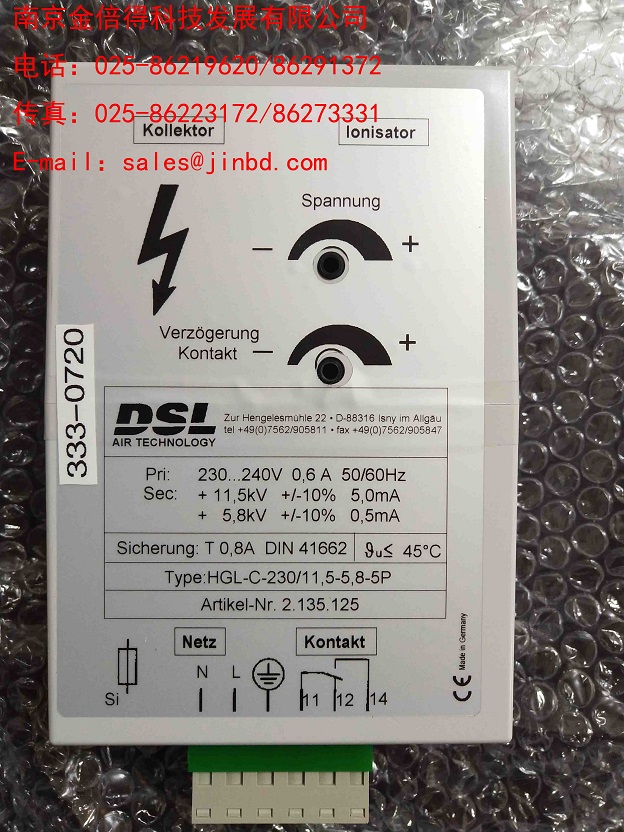 南京金倍得科技发展有限公司
电话：025-86219620/86291372
传真：025-86223172/86273331
E-mail：sales@jinbd.com
Kollektor
Ionisator
Spannung
− +
Verzögerung
Kontakt − +
333-0720
DSL
AIR TECHNOLOGY
Zur Hengelesmühle 22 • D-88316 Isny im Allgäu
tel +49(0)7562/905811 • fax +49(0)7562/905847
Pri: 230...240V 0,6 A 50/60Hz
Sec: + 11,5kV +/-10% 5,0mA
+ 5,8kV +/-10% 0,5mA
Sicherung: T 0,8A DIN 41662 ϑu≤ 45°C
Type:HGL-C-230/11,5-5,8-5P
Artikel-Nr. 2.135.125
Netz
Kontakt
Si
N L
11 12 14
CE Made in Germany